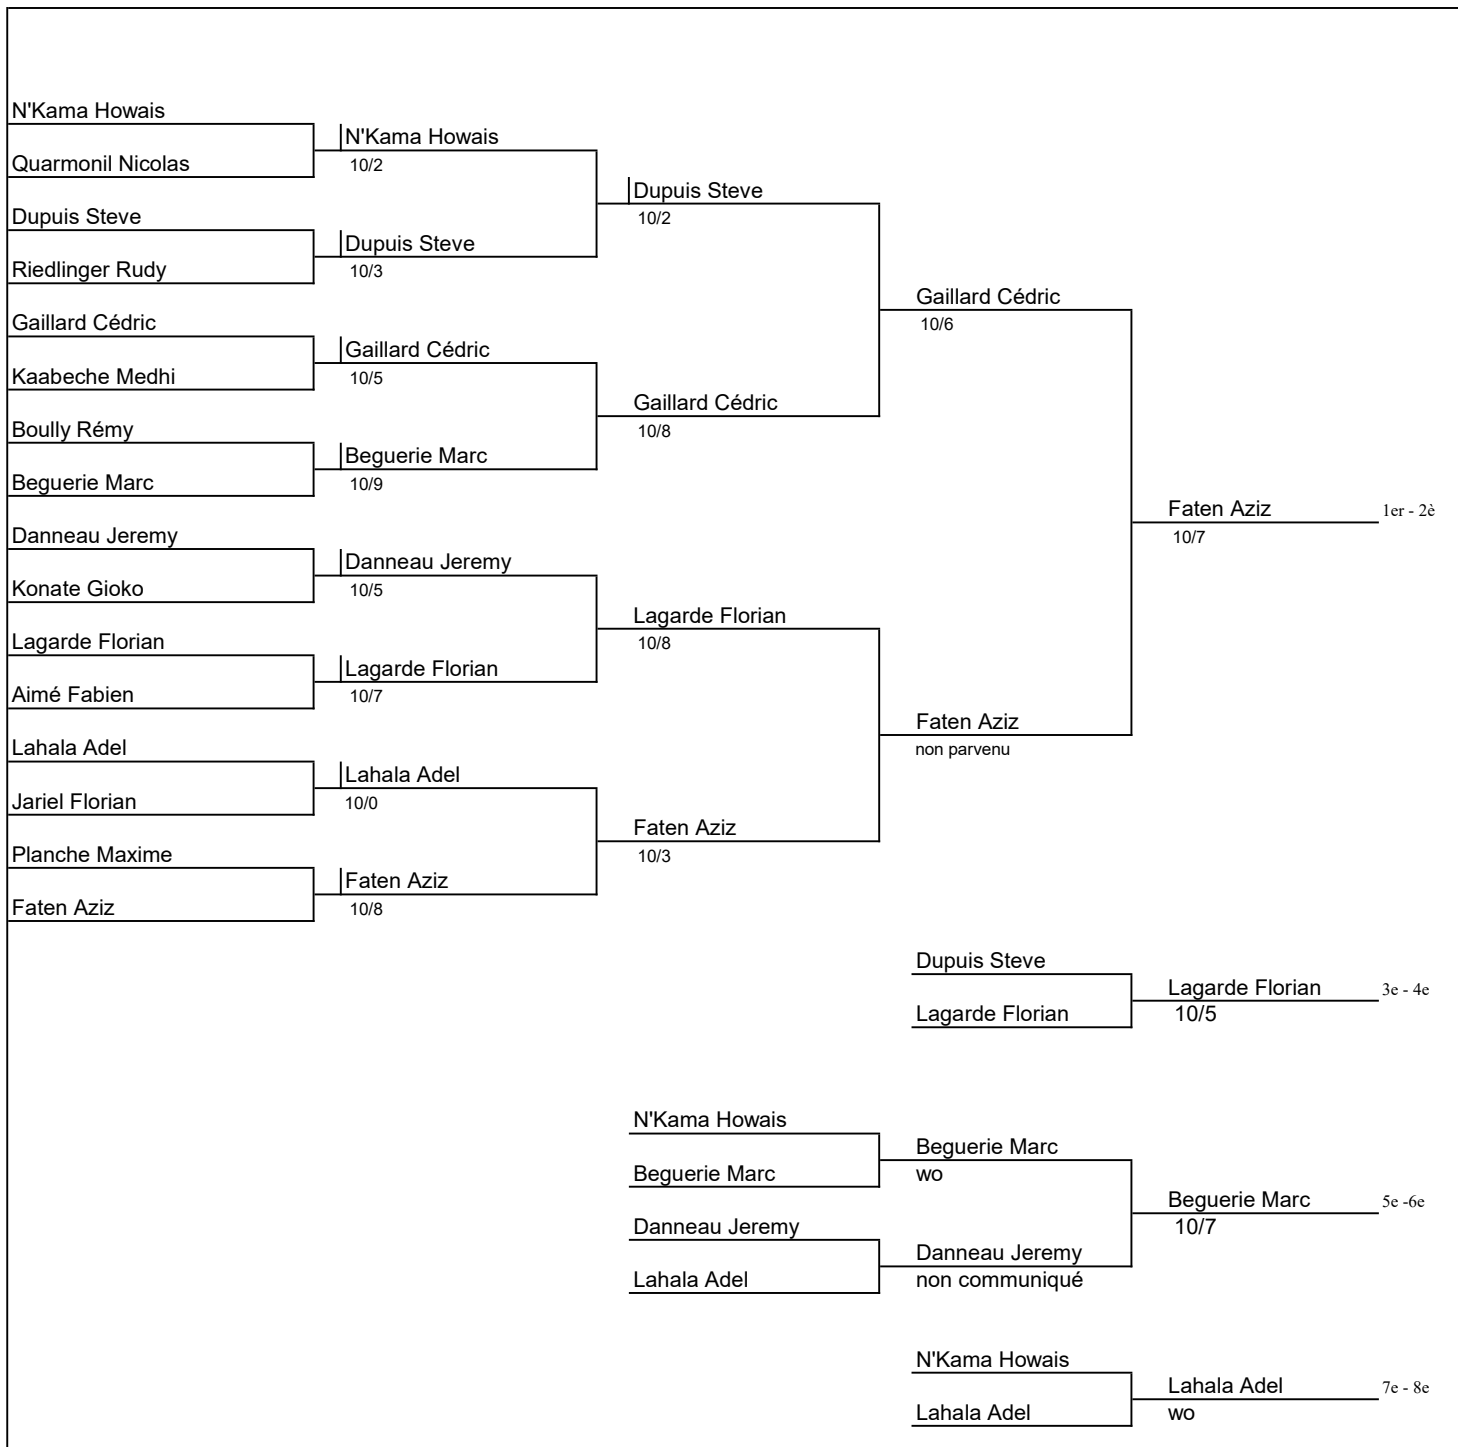 N'Kama Howais
Quarmonil Nicolas
Dupuis Steve
Riedlinger Rudy
Gaillard Cédric
Kaabeche Medhi
Boully Rémy
Beguerie Marc
Danneau Jeremy
Konate Gioko
Lagarde Florian
Aimé Fabien
Lahala Adel
Jariel Florian
Planche Maxime
Faten Aziz
N'Kama Howais
10/2
Dupuis Steve
10/3
Gaillard Cédric
10/5
Beguerie Marc
10/9
Danneau Jeremy
10/5
Lagarde Florian
10/7
Lahala Adel
10/0
Faten Aziz
10/8
Dupuis Steve
10/2
Gaillard Cédric
10/8
Lagarde Florian
10/8
Faten Aziz
10/3
Gaillard Cédric
10/6
Faten Aziz
non parvenu
Faten Aziz
10/7
1er - 2è
Dupuis Steve
Lagarde Florian
Lagarde Florian
10/5
3e - 4e
N'Kama Howais
Beguerie Marc
Danneau Jeremy
Lahala Adel
Beguerie Marc
wo
Danneau Jeremy
non communiqué
Beguerie Marc
10/7
5e -6e
N'Kama Howais
Lahala Adel
Lahala Adel
wo
7e - 8e